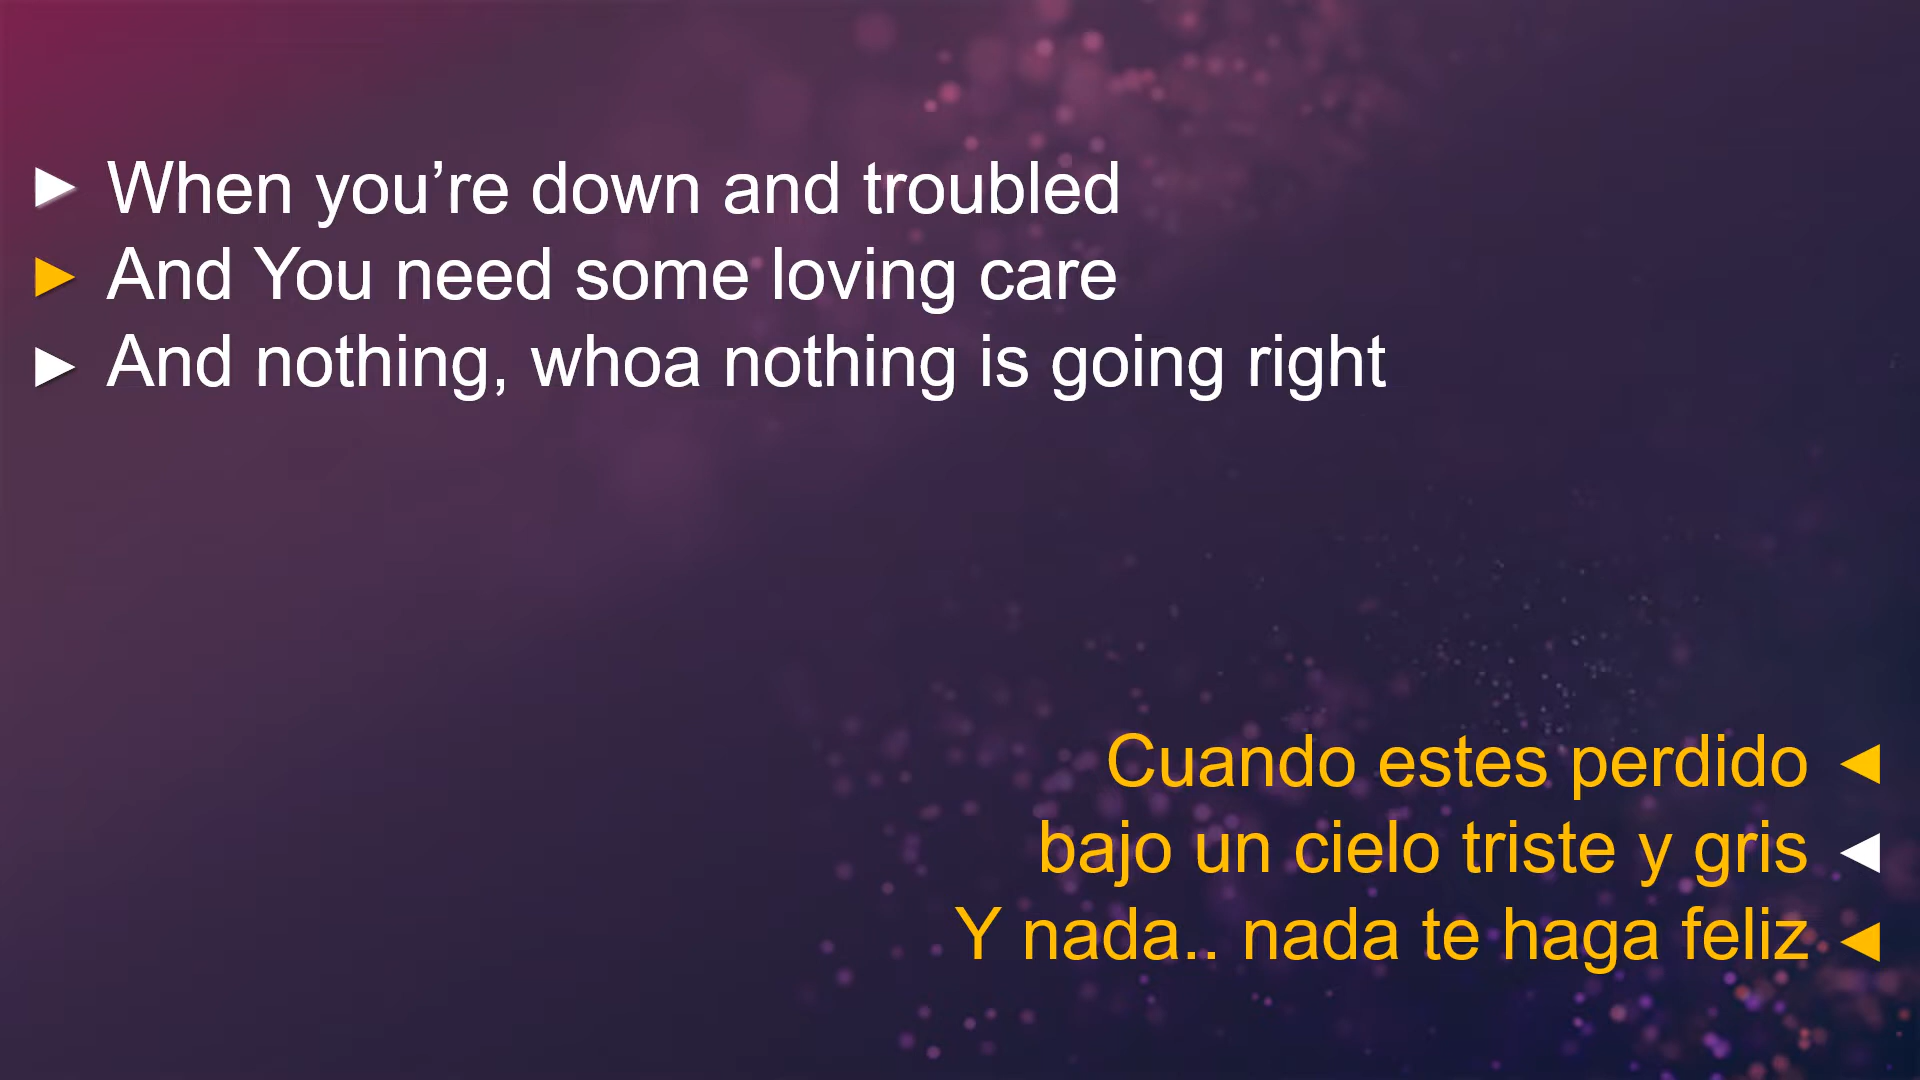 When you’re down and troubled
And You need some loving care
And nothing, whoa nothing is going right
Cuando estes perdido
bajo un cielo triste y gris
Y nada.. nada te haga feliz